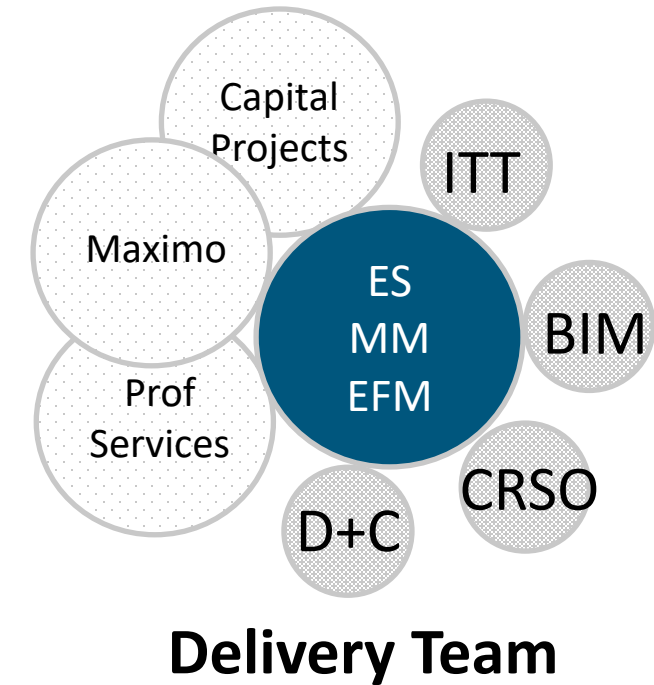 Capital
Projects
ITT
Maximo
ES
MM
EFM
BIM
Prof
Services
CRSO
D+C
Delivery Team